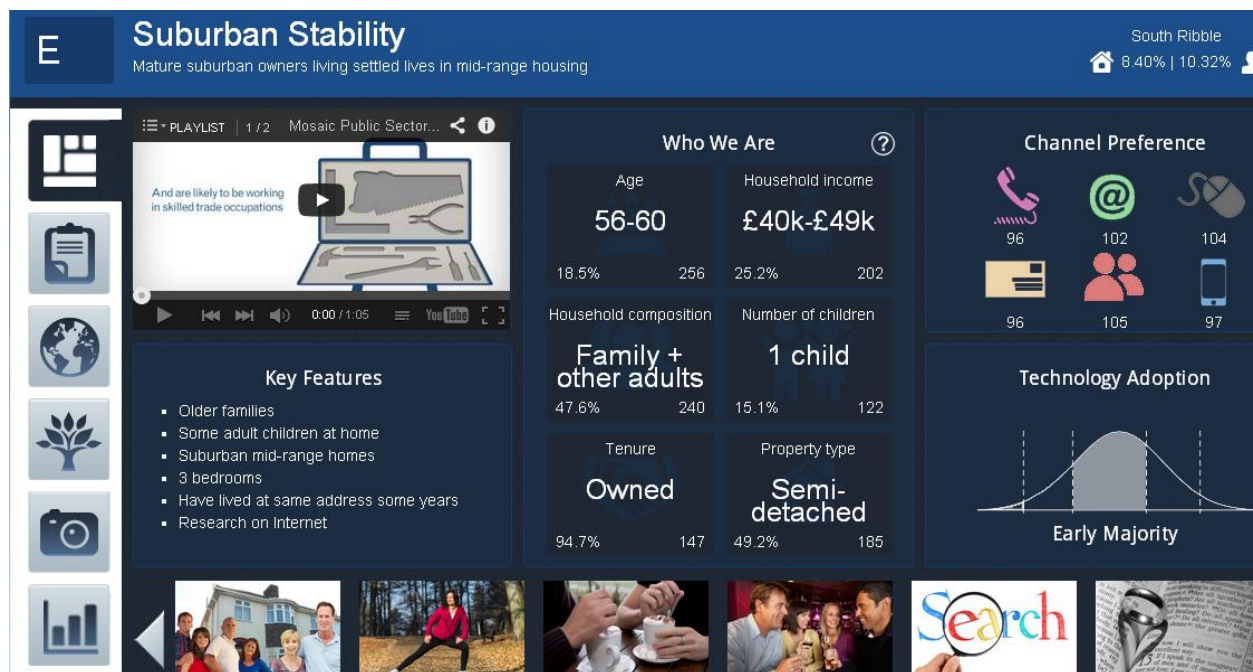 E
Suburban Stability
Mature suburban owners living settled lives in mid-range housing
South Ribble
8.40% | 10.32%
PLAYLIST | 1 / 2 Mosaic Public Sector...
And are likely to be working
in skilled trade occupations
0:00 / 1:05 YouTube
Key Features
Older families
Some adult children at home
Suburban mid-range homes
3 bedrooms
Have lived at same address some years
Research on Internet
Who We Are ?
Age
56-60
18.5% 256
Household income
£40k-£49k
25.2% 202
Household composition
Family +
other adults
47.6% 240
Number of children
1 child
15.1% 122
Tenure
Owned
94.7% 147
Property type
Semi-
detached
49.2% 185
Channel Preference
@
96 102 104
96 105 97
Technology Adoption
Early Majority
Search